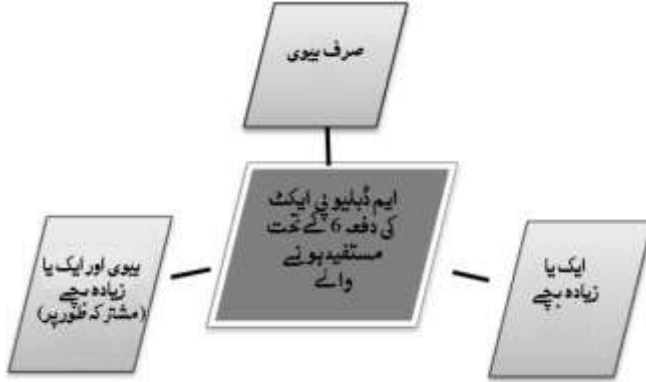 صرف بیوی
ایم ڈبلیو پی ایکٹ
کی دفعہ 6 کے تحت
مستفید ہونے
والے
ایک یا
زیادہ بچے
بیوی اور ایک یا
زیادہ بچے
(مشترکہ طور پر)